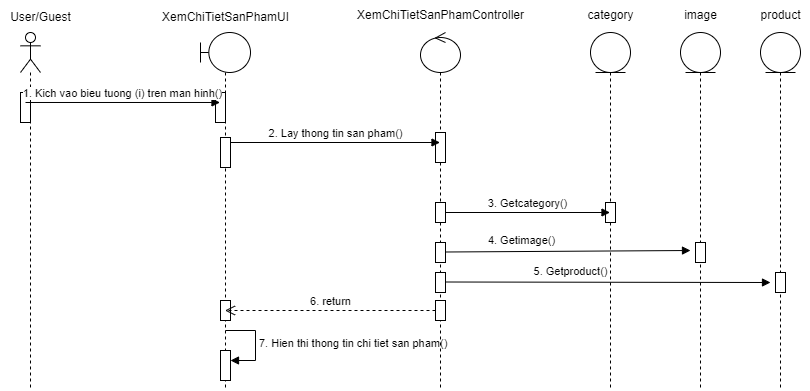 User/Guest
XemChiTietSanPhamUI
XemChiTietSanPhamController
category
image
product
1. Kich vao bieu tuong (i) tren man hinh()
2. Lay thong tin san pham()
3. Getcategory()
4. Getimage()
5. Getproduct()
6. return
7. Hien thi thong tin chi tiet san pham()